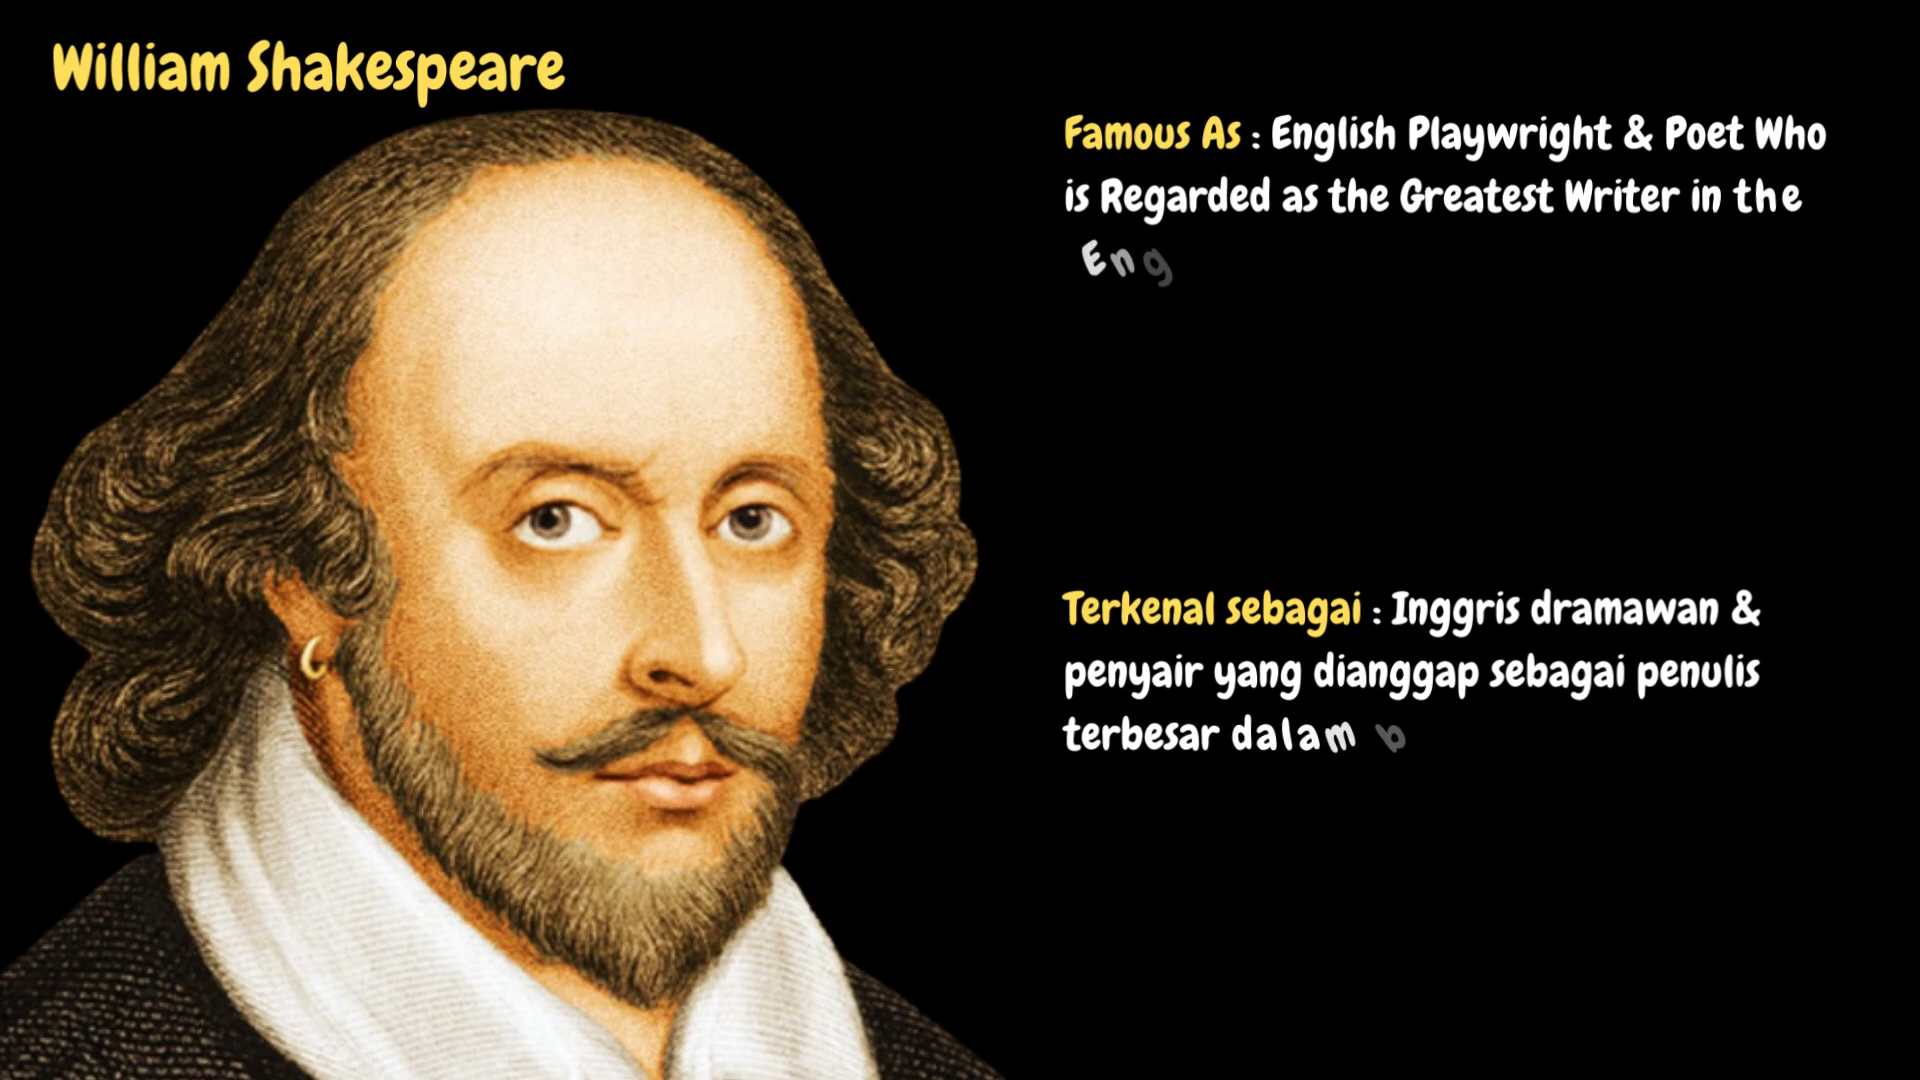 William Shakespeare
Famous As : English Playwright & Poet Who
is Regarded as the Greatest Writer in the
Eng
Terkenal sebagai : Inggris dramawan &
penyair yang dianggap sebagai penulis
terbesar dalam b